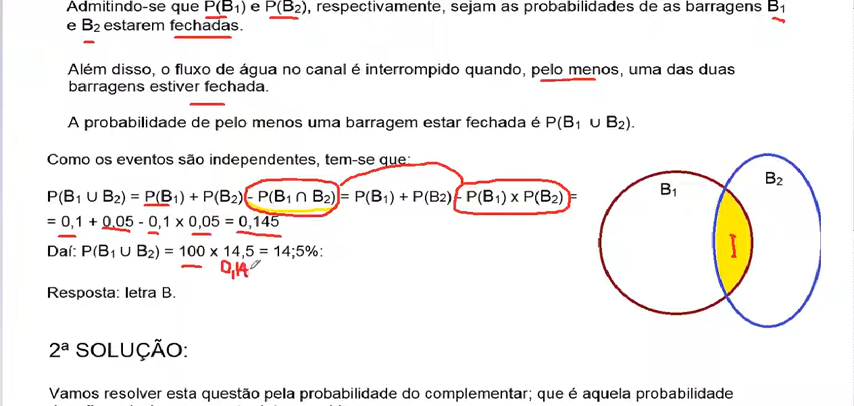 Admitindo-se que P(B₁) e P(B₂), respectivamente, sejam as probabilidades de as barragens B₁
e B₂ estarem fechadas.
Além disso, o fluxo de água no canal é interrompido quando, pelo menos, uma das duas
barragens estiver fechada.
A probabilidade de pelo menos uma barragem estar fechada é P(B₁ ∪ B₂).
Como os eventos são independentes, tem-se que:
P(B₁ ∪ B₂) = P(B₁) + P(B₂) - P(B₁ ∩ B₂) = P(B₁) + P(B₂) - P(B₁) x P(B₂) =
= 0,1 + 0,05 - 0,1 x 0,05 = 0,145
Daí: P(B₁ ∪ B₂) = 100 x 14,5 = 14;5%:
0,14
Resposta: letra B.
B₁
B₂
I
2ª SOLUÇÃO:
Vamos resolver esta questão pela probabilidade do complementar; que é aquela probabilidade